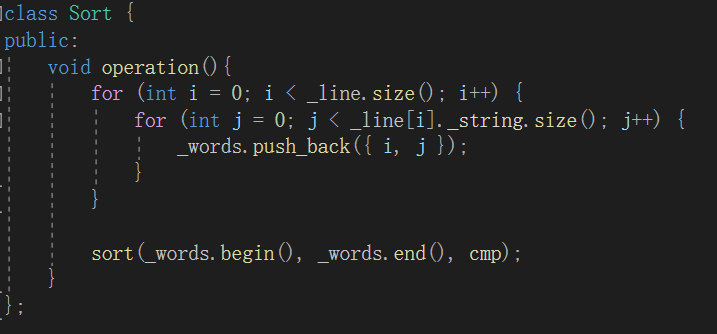 class Sort {
public:
    void operation(){
        for (int i = 0; i < _line.size(); i++) {
            for (int j = 0; j < _line[i]._string.size(); j++) {
                _words.push_back({ i, j });
            }
        }

        sort(_words.begin(), _words.end(), cmp);
    }
};